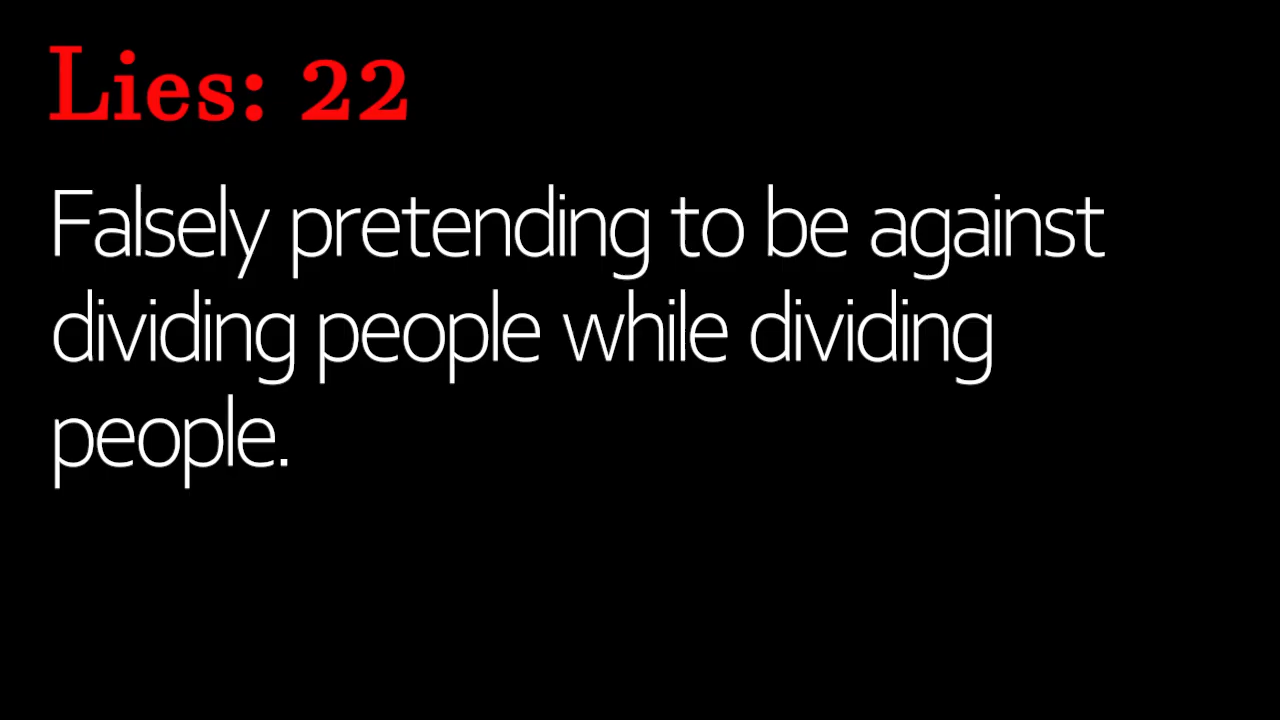 Lies: 22
Falsely pretending to be against
dividing people while dividing
people.